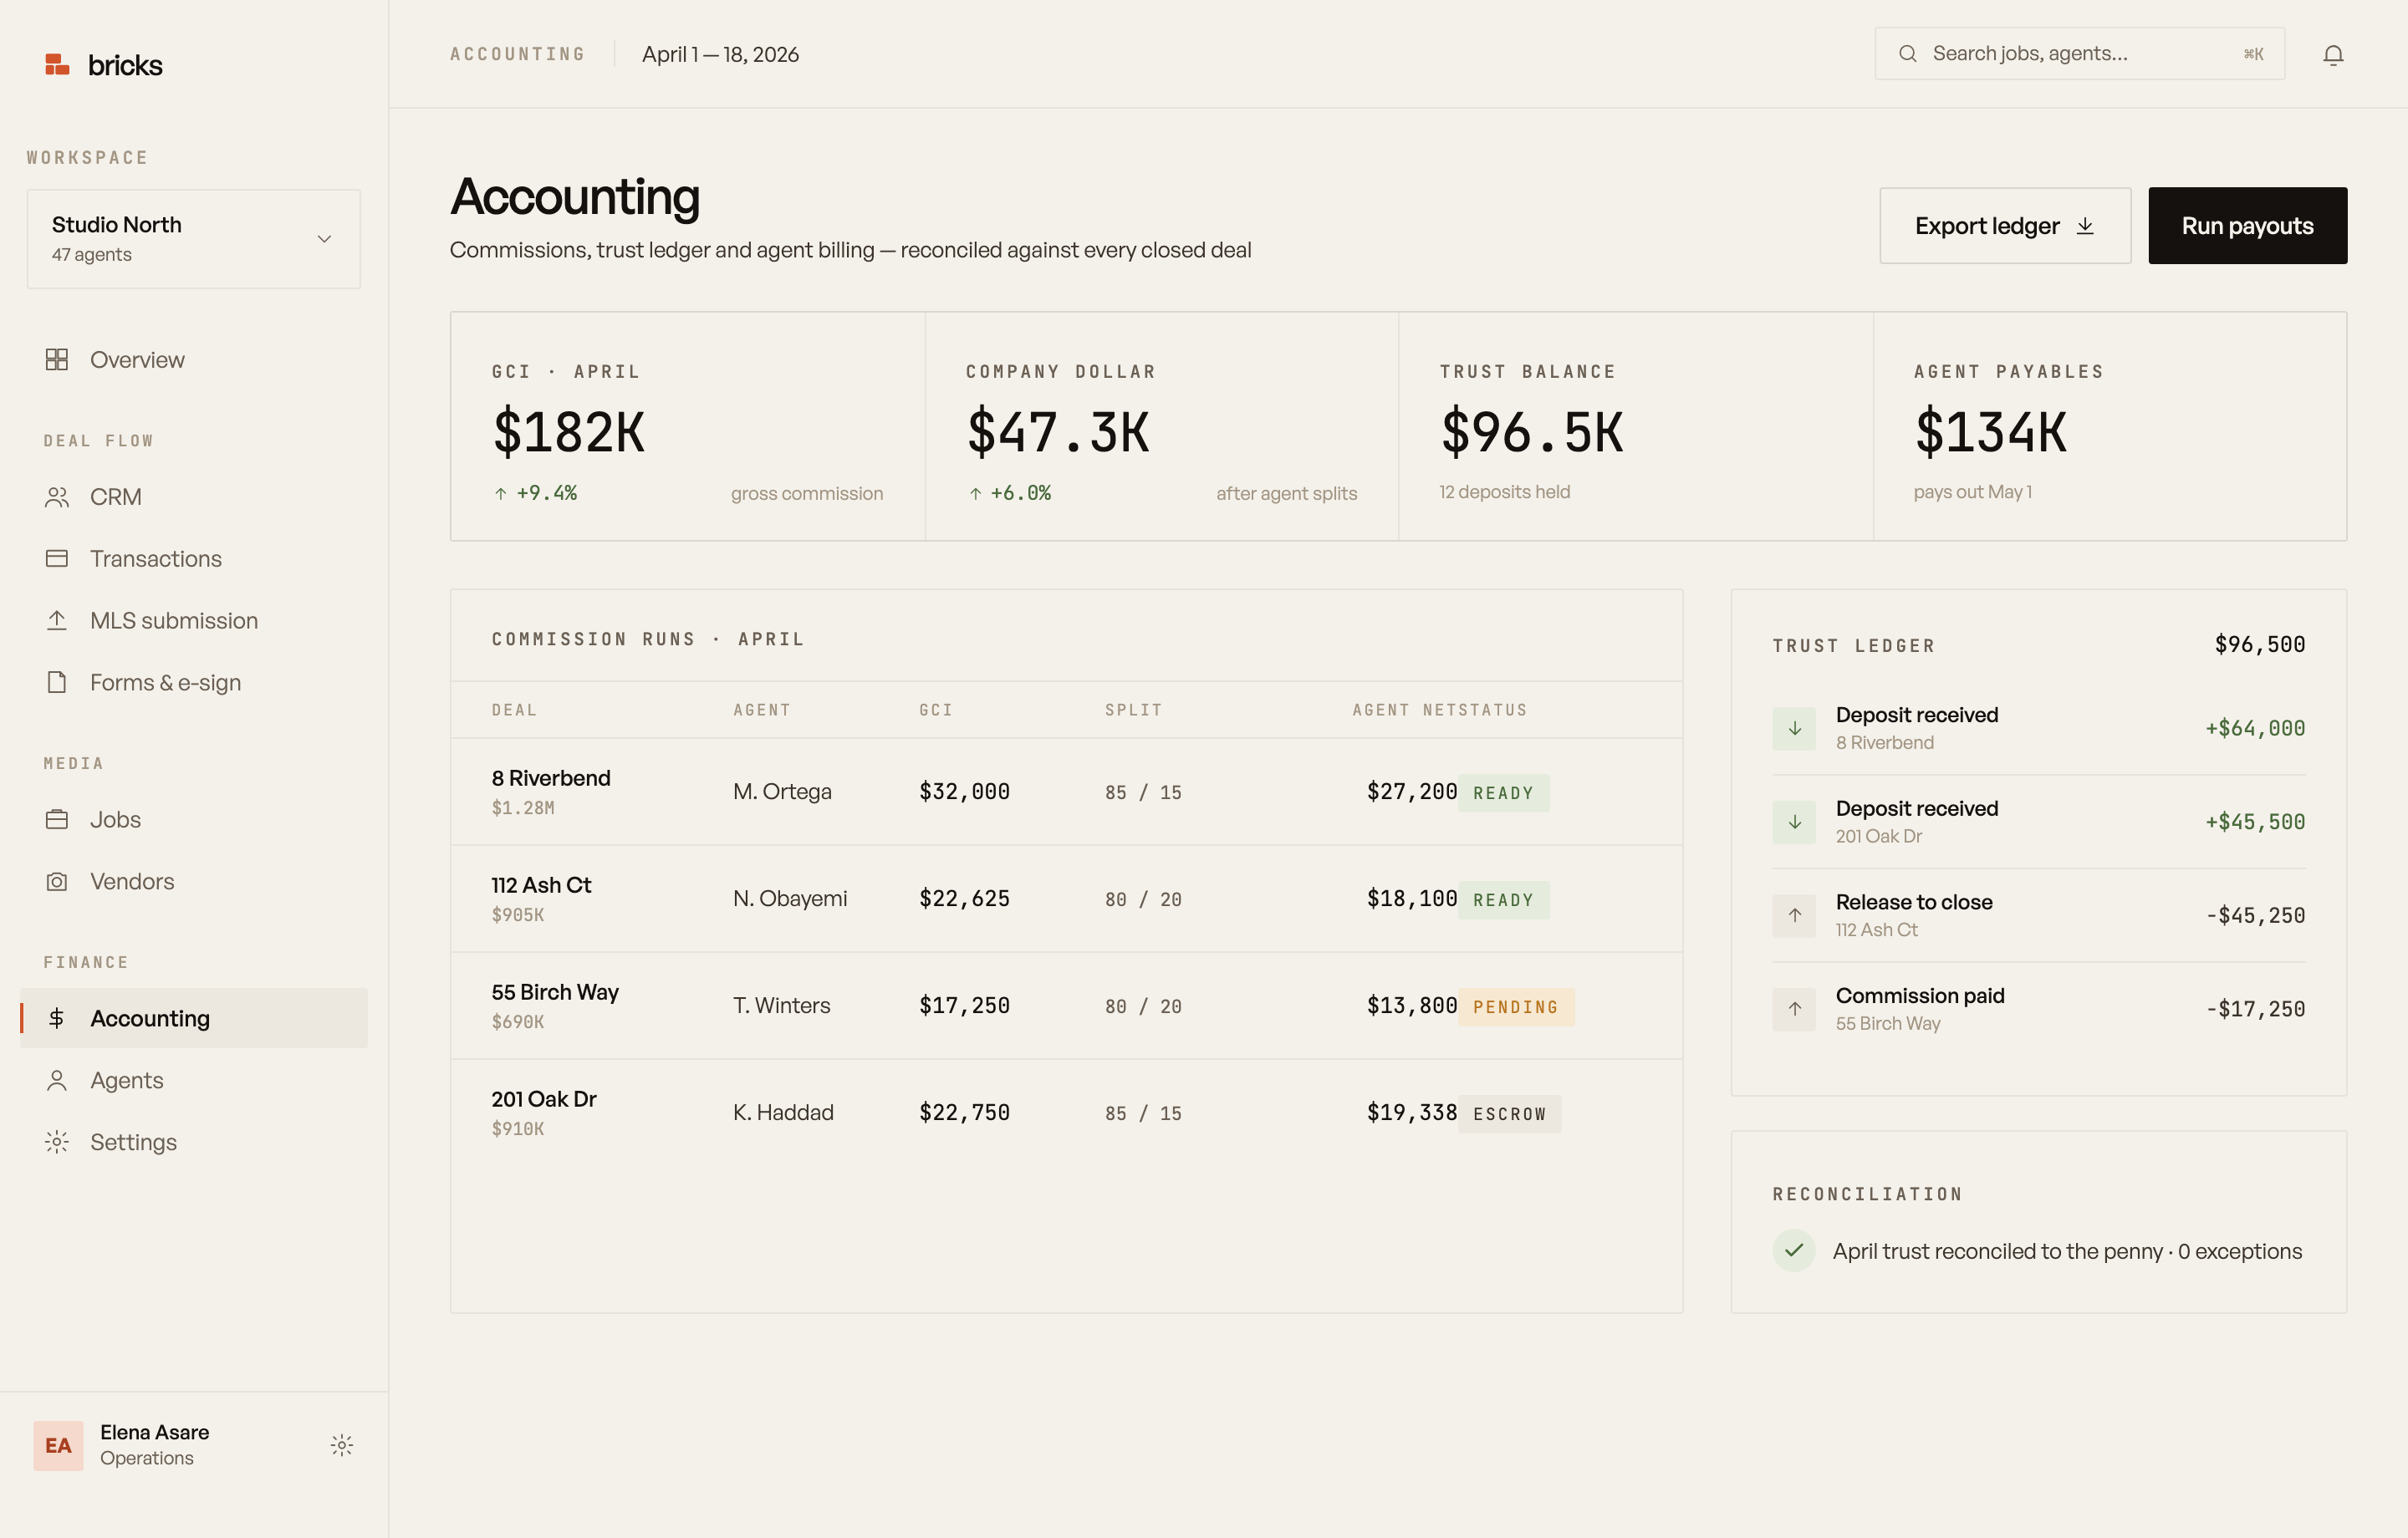 bricks
WORKSPACE
Studio North
47 agents
Overview
DEAL FLOW
CRM
Transactions
MLS submission
Forms & e-sign
MEDIA
Jobs
Vendors
FINANCE
Accounting
Agents
Settings
EA
Elena Asare
Operations
ACCOUNTING April 1 — 18, 2026
Search jobs, agents... ⌘K
Accounting
Commissions, trust ledger and agent billing — reconciled against every closed deal
Export ledger
Run payouts
GCI · APRIL
$182K
↑ +9.4% gross commission
COMPANY DOLLAR
$47.3K
↑ +6.0% after agent splits
TRUST BALANCE
$96.5K
12 deposits held
AGENT PAYABLES
$134K
pays out May 1
COMMISSION RUNS · APRIL
DEAL AGENT GCI SPLIT AGENT NET STATUS
8 Riverbend
$1.28M
M. Ortega $32,000 85 / 15 $27,200 READY
112 Ash Ct
$905K
N. Obayemi $22,625 80 / 20 $18,100 READY
55 Birch Way
$690K
T. Winters $17,250 80 / 20 $13,800 PENDING
201 Oak Dr
$910K
K. Haddad $22,750 85 / 15 $19,338 ESCROW
TRUST LEDGER $96,500
Deposit received
8 Riverbend
+$64,000
Deposit received
201 Oak Dr
+$45,500
Release to close
112 Ash Ct
-$45,250
Commission paid
55 Birch Way
-$17,250
RECONCILIATION
April trust reconciled to the penny · 0 exceptions